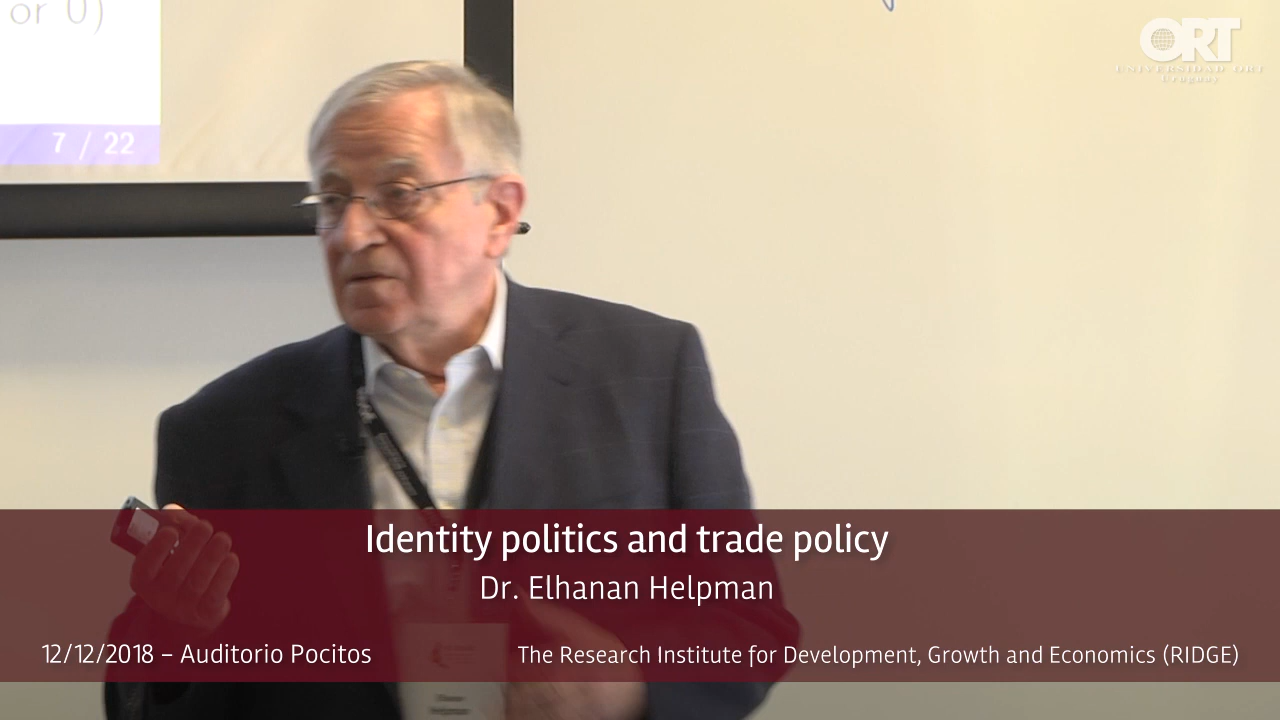 or 0)
7 / 22
ORT
UNIVERSIDAD ORT
Uruguay
Identity politics and trade policy
Dr. Elhanan Helpman
12/12/2018 – Auditorio Pocitos
The Research Institute for Development, Growth and Economics (RIDGE)
Helpman